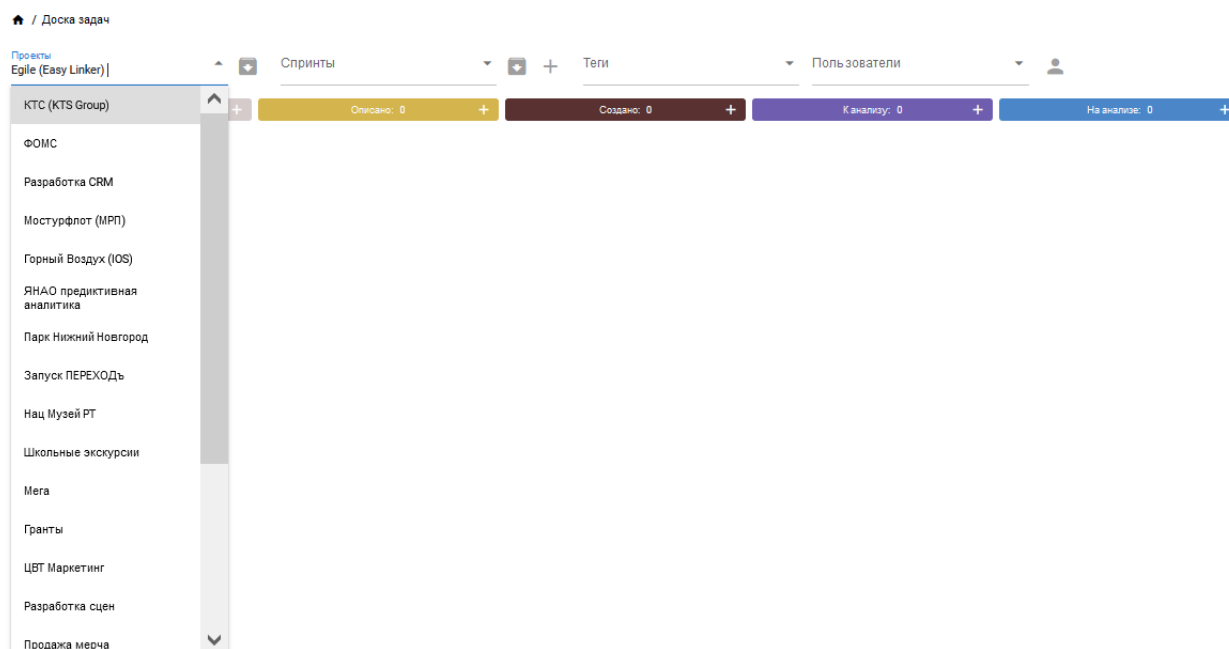 / Доска задач
Проекты
Egile (Easy Linker)
Спринты
Теги
Пользователи
Описано: 0
Создано: 0
К анализу: 0
На анализе: 0
КТС (KTS Group)
ФОМС
Разработка CRM
Мостурфлот (МРП)
Горный Воздух (IOS)
ЯНАО предиктивная
аналитика
Парк Нижний Новгород
Запуск ПЕРЕХОДЪ
Нац Музей РТ
Школьные экскурсии
Мега
Гранты
ЦВТ Маркетинг
Разработка сцен
Продажа мерча